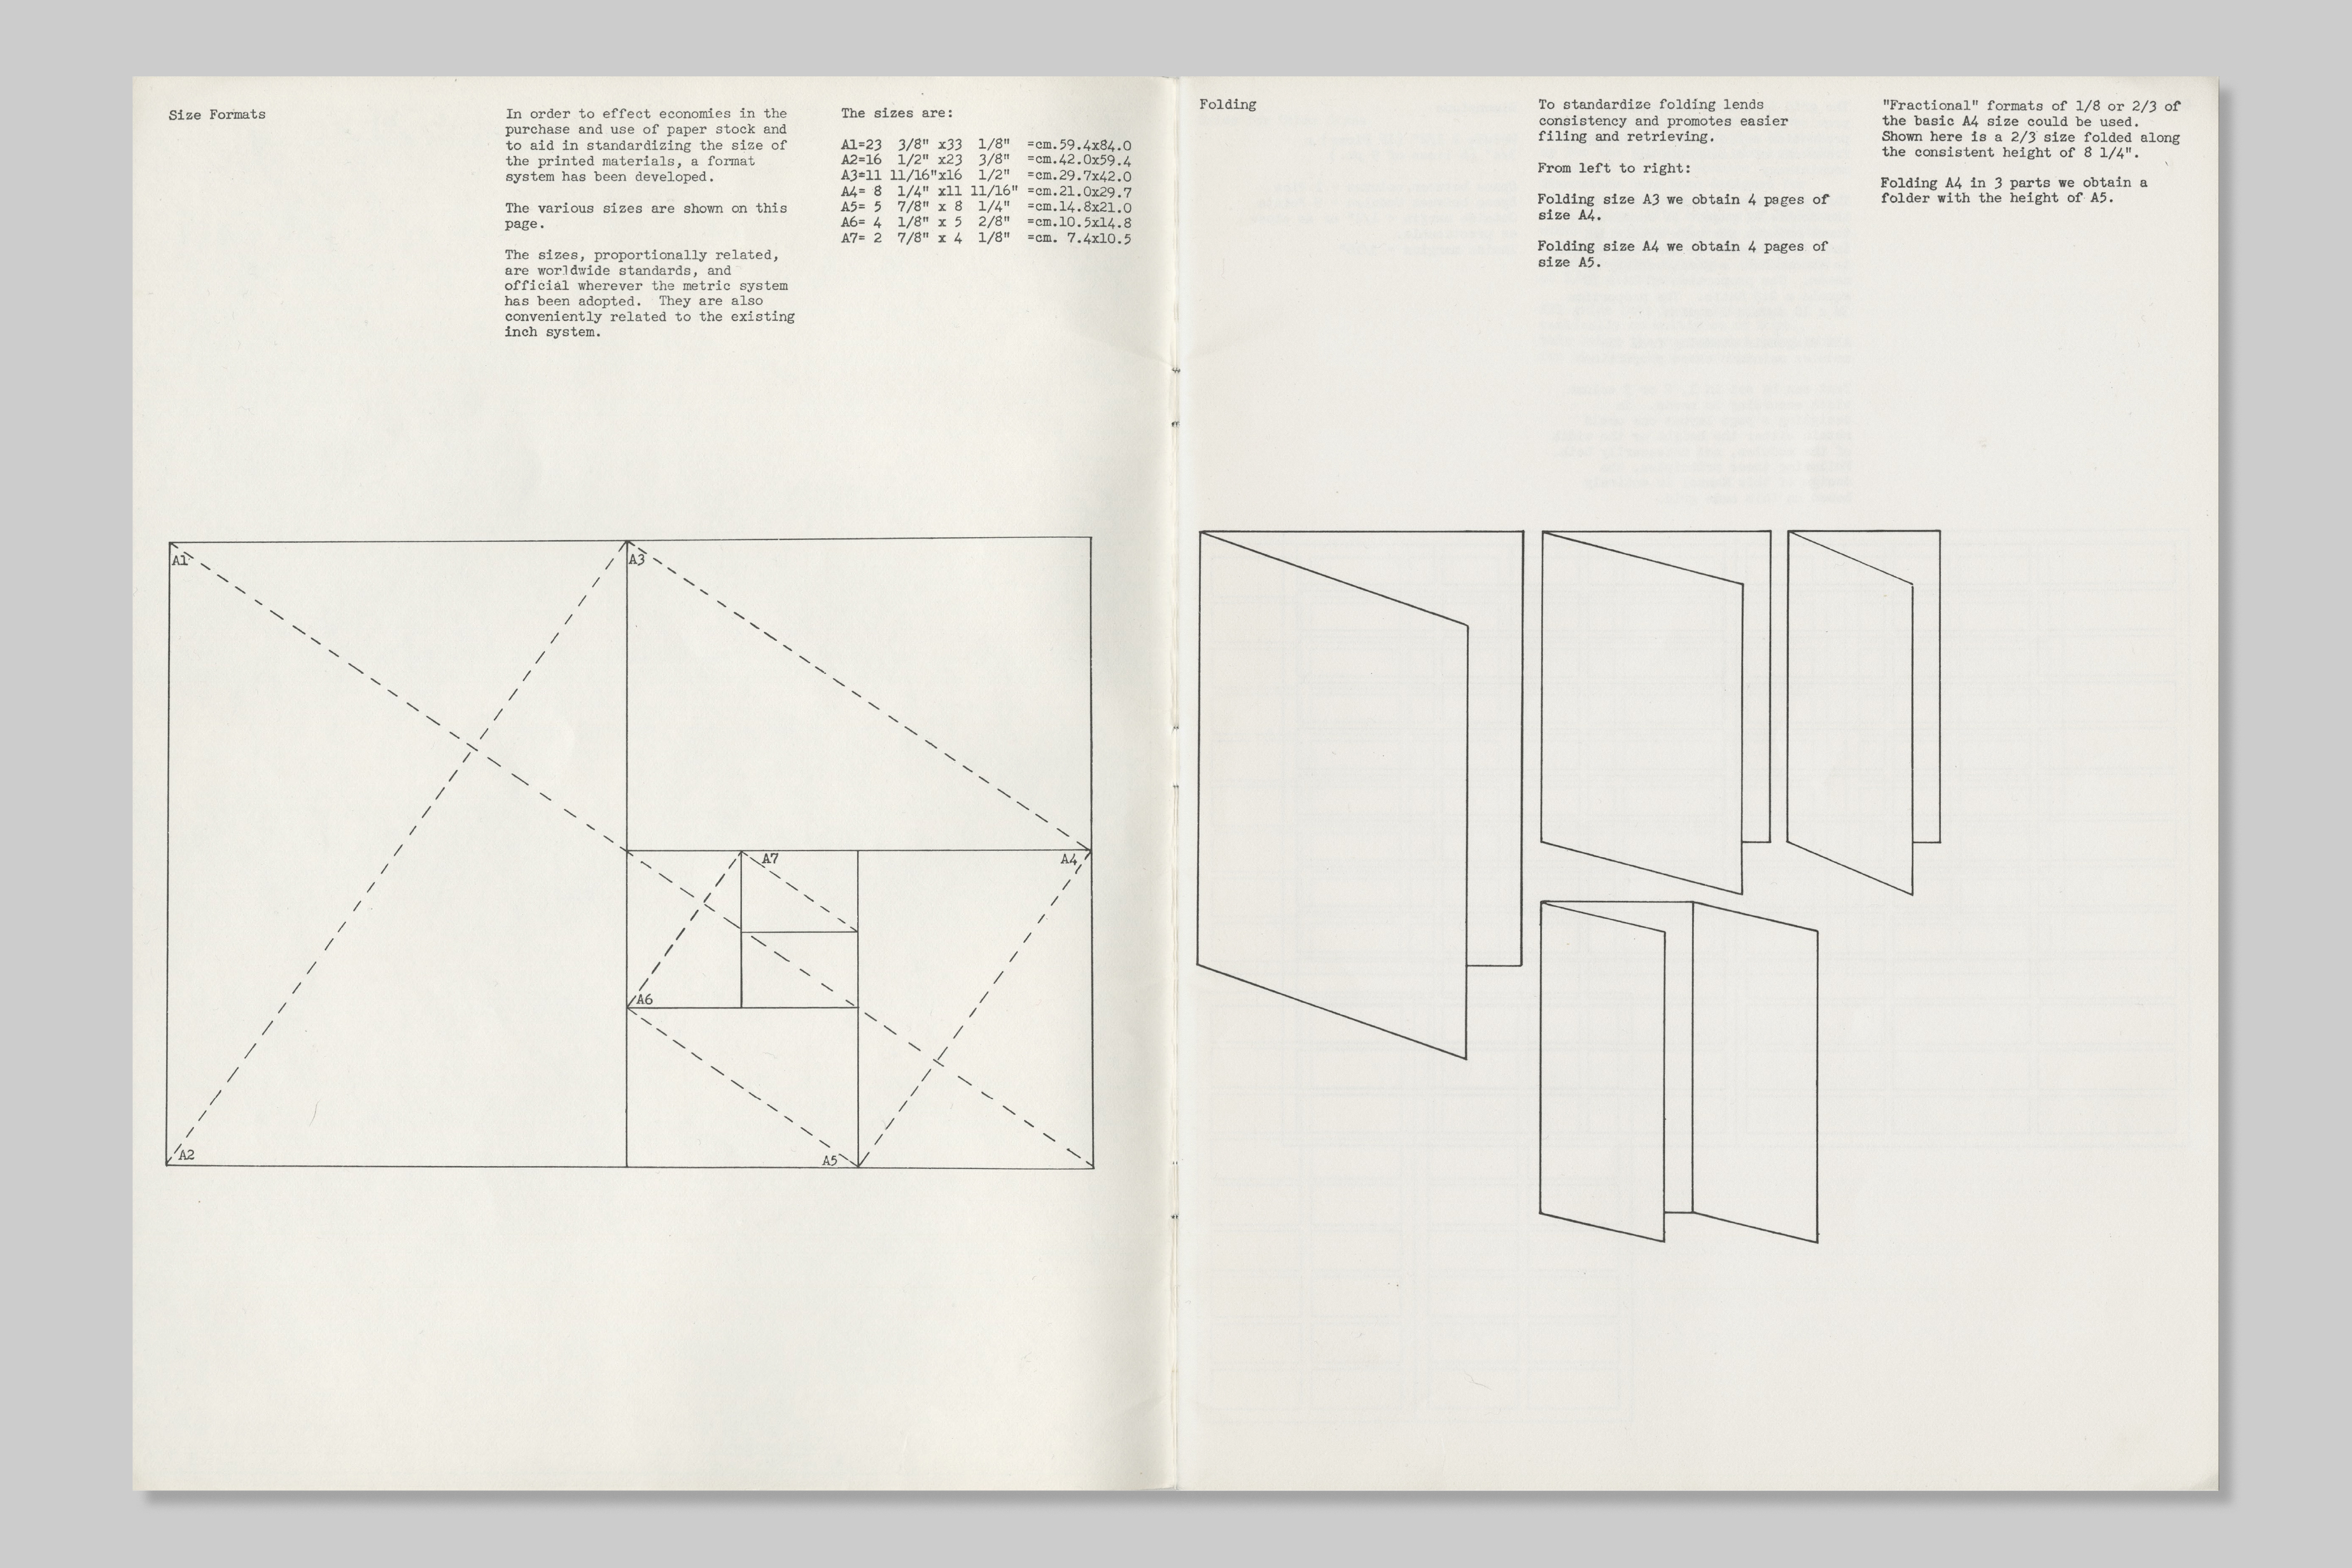 Size Formats
In order to effect economies in the
purchase and use of paper stock and
to aid in standardizing the size of
the printed materials, a format
system has been developed.
The various sizes are shown on this
page.
The sizes, proportionally related,
are worldwide standards, and
official wherever the metric system
has been adopted.  They are also
conveniently related to the existing
inch system.
The sizes are:
A1=23  3/8" x33  1/8"  =cm.59.4x84.0
A2=16  1/2" x23  3/8"  =cm.42.0x59.4
A3=11 11/16"x16  1/2"  =cm.29.7x42.0
A4= 8  1/4" x11 11/16" =cm.21.0x29.7
A5= 5  7/8" x 8  1/4"  =cm.14.8x21.0
A6= 4  1/8" x 5  2/8"  =cm.10.5x14.8
A7= 2  7/8" x 4  1/8"  =cm. 7.4x10.5
A1
A3
A7
A4
A6
A2
A5
Folding
To standardize folding lends
consistency and promotes easier
filing and retrieving.
From left to right:
Folding size A3 we obtain 4 pages of
size A4.
Folding size A4 we obtain 4 pages of
size A5.
"Fractional" formats of 1/8 or 2/3 of
the basic A4 size could be used.
Shown here is a 2/3 size folded along
the consistent height of 8 1/4".
Folding A4 in 3 parts we obtain a
folder with the height of A5.